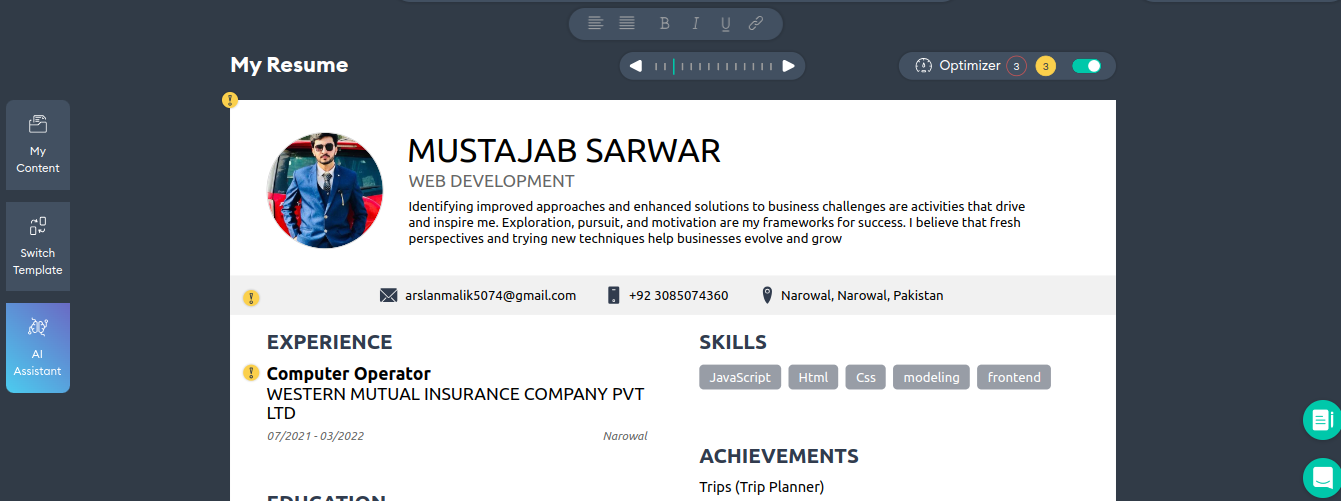 B I U
My Resume
Optimizer 3 3
My
Content
Switch
Template
AI
Assistant
MUSTAJAB SARWAR
WEB DEVELOPMENT
Identifying improved approaches and enhanced solutions to business challenges are activities that drive
and inspire me. Exploration, pursuit, and motivation are my frameworks for success. I believe that fresh
perspectives and trying new techniques help businesses evolve and grow
arslanmalik5074@gmail.com +92 3085074360 Narowal, Narowal, Pakistan
EXPERIENCE
Computer Operator
WESTERN MUTUAL INSURANCE COMPANY PVT
LTD
07/2021 - 03/2022 Narowal
EDUCATION
SKILLS
JavaScript Html Css modeling frontend
ACHIEVEMENTS
Trips (Trip Planner)